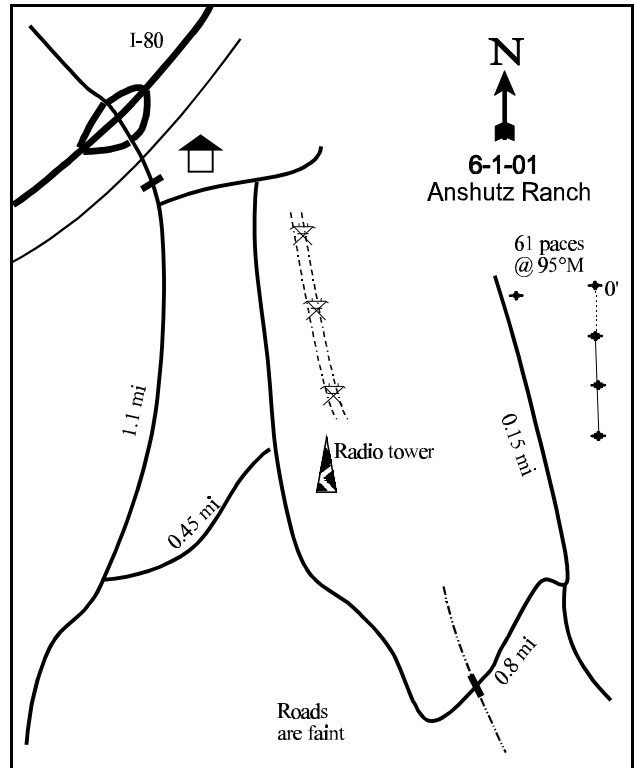 I-80
N
6-1-01
Anshutz Ranch
61 paces
@ 95°M
0'
1.1 mi
0.15 mi
Radio tower
0.45 mi
0.8 mi
Roads
are faint